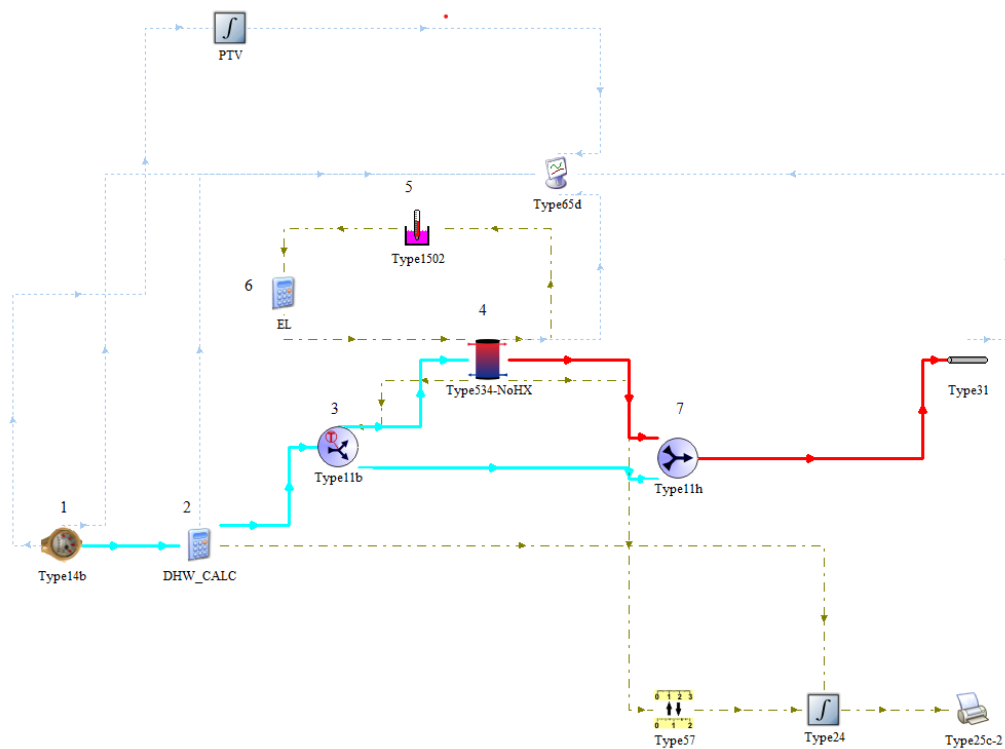 PTV
Type65d
5
Type1502
6
EL
4
Type534-NoHX
Type31
3
Type11b
7
Type11h
1
Type14b
2
DHW_CALC
0 1 2 3
0 1 2
Type57
Type24
Type25c-2